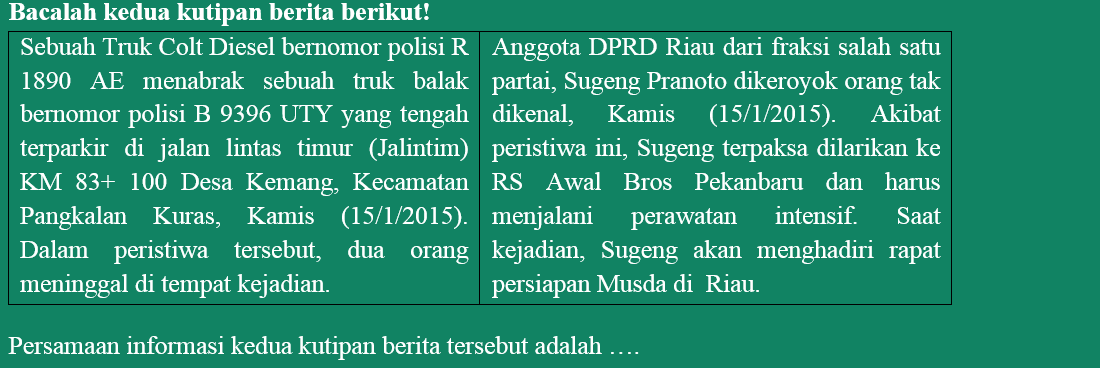 Bacalah kedua kutipan berita berikut!
Sebuah Truk Colt Diesel bernomor polisi R
1890 AE menabrak sebuah truk balak
bernomor polisi B 9396 UTY yang tengah
terparkir di jalan lintas timur (Jalintim)
KM 83+ 100 Desa Kemang, Kecamatan
Pangkalan Kuras, Kamis (15/1/2015).
Dalam peristiwa tersebut, dua orang
meninggal di tempat kejadian.
Anggota DPRD Riau dari fraksi salah satu
partai, Sugeng Pranoto dikeroyok orang tak
dikenal, Kamis (15/1/2015). Akibat
peristiwa ini, Sugeng terpaksa dilarikan ke
RS Awal Bros Pekanbaru dan harus
menjalani perawatan intensif. Saat
kejadian, Sugeng akan menghadiri rapat
persiapan Musda di Riau.
Persamaan informasi kedua kutipan berita tersebut adalah ….